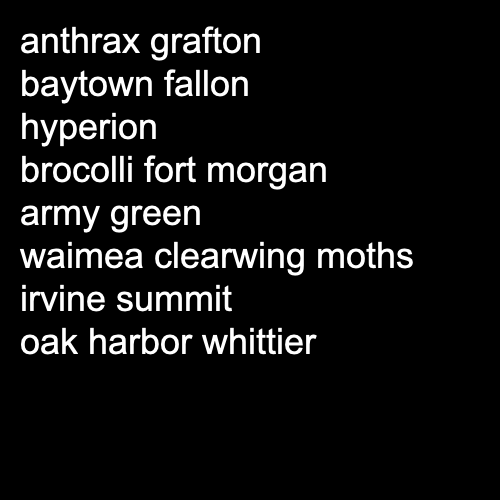 anthrax grafton
baytown fallon
hyperion
brocolli fort morgan
army green
waimea clearwing moths
irvine summit
oak harbor whittier